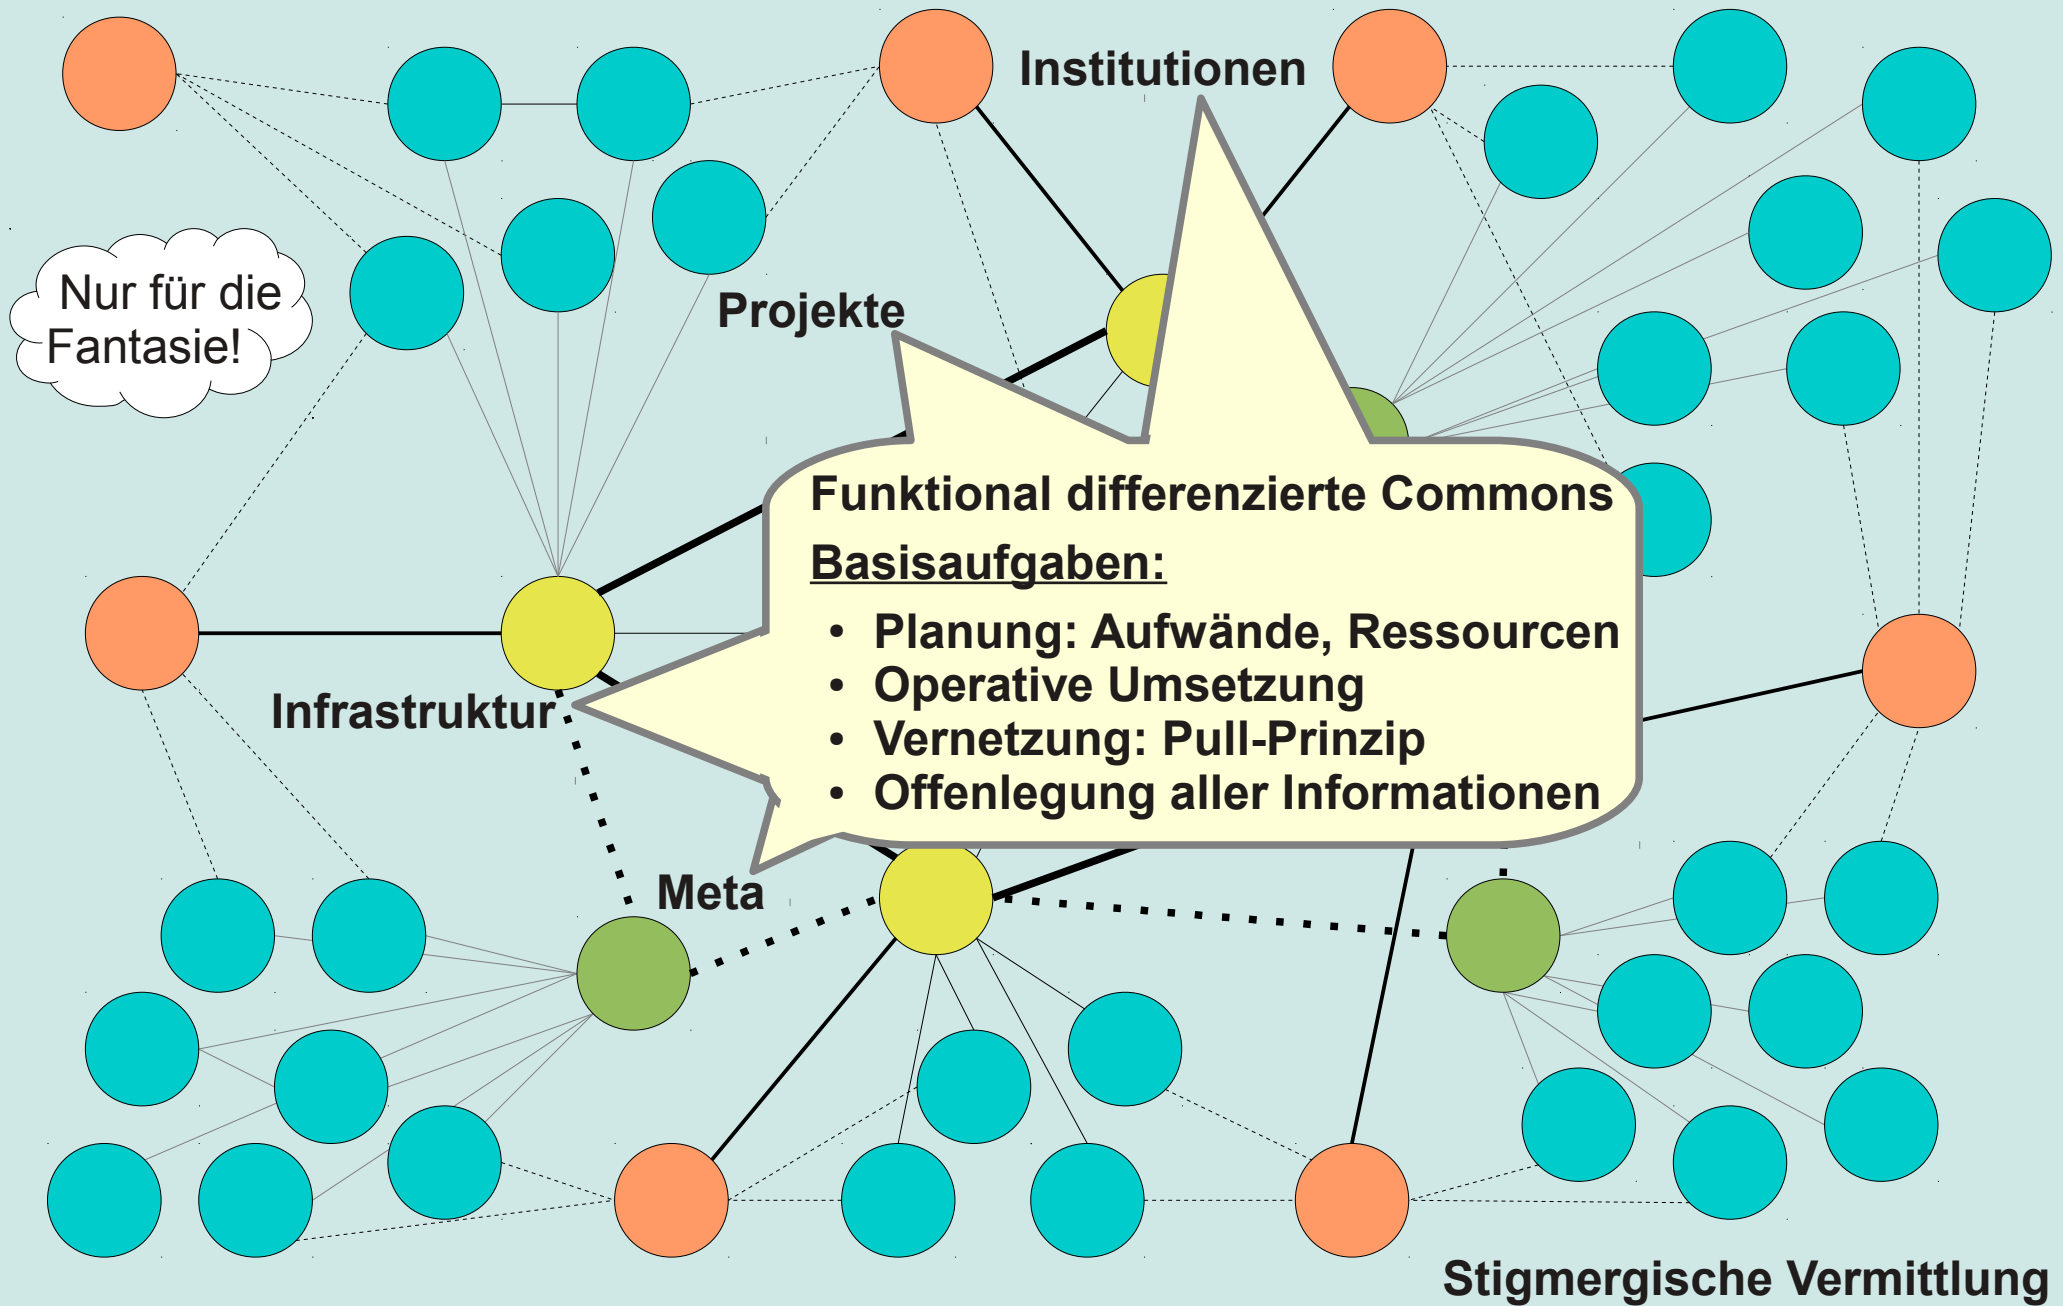 Institutionen
Nur für die
Fantasie!
Projekte
Funktional differenzierte Commons
Basisaufgaben:
• Planung: Aufwände, Ressourcen
• Operative Umsetzung
• Vernetzung: Pull-Prinzip
• Offenlegung aller Informationen
Infrastruktur
Meta
Stigmergische Vermittlung